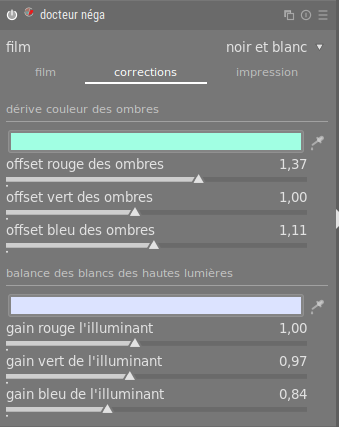 docteur néga
film noir et blanc
film corrections impression
dérive couleur des ombres
offset rouge des ombres 1,37
offset vert des ombres 1,00
offset bleu des ombres 1,11
balance des blancs des hautes lumières
gain rouge l'illuminant 1,00
gain vert de l'illuminant 0,97
gain bleu de l'illuminant 0,84